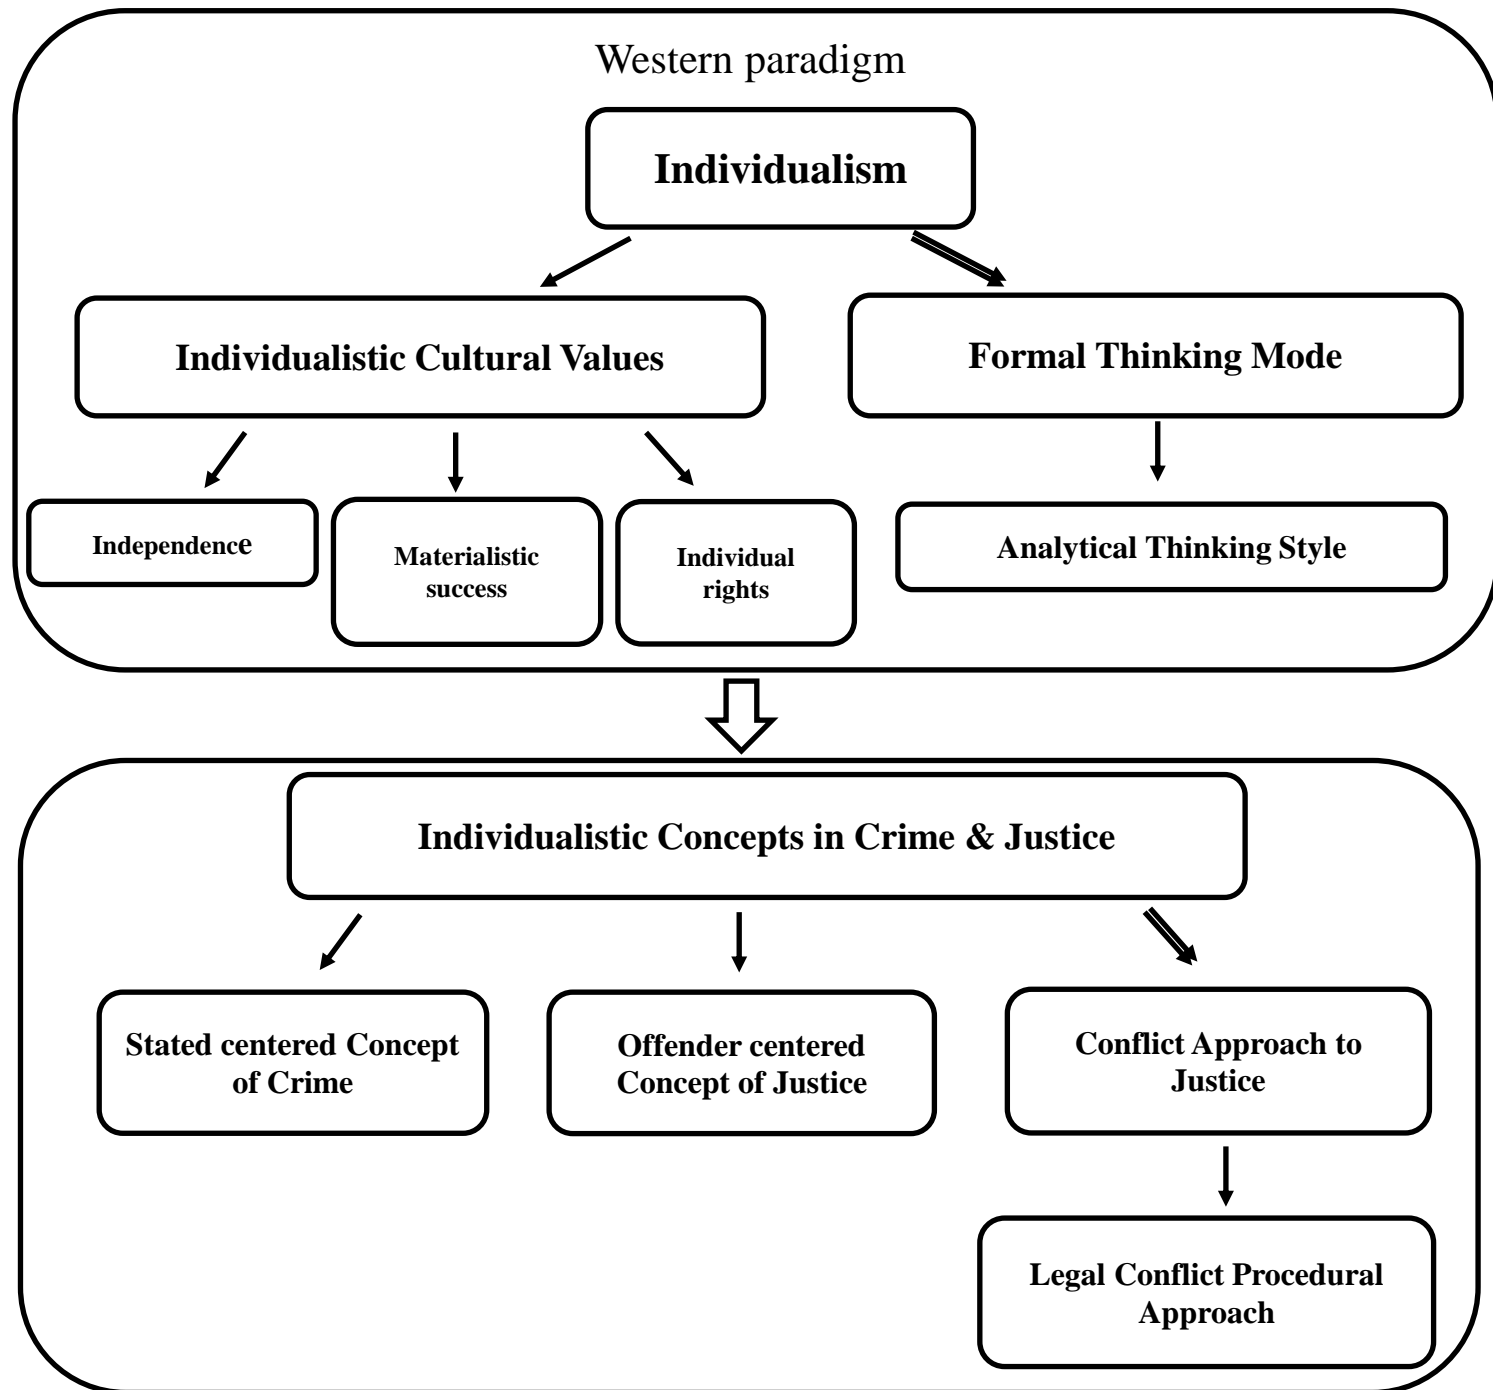 Western paradigm
Individualism
Individualistic Cultural Values
Formal Thinking Mode
Independence
Materialistic
success
Individual
rights
Analytical Thinking Style
Individualistic Concepts in Crime & Justice
Stated centered Concept
of Crime
Offender centered
Concept of Justice
Conflict Approach to
Justice
Legal Conflict Procedural
Approach